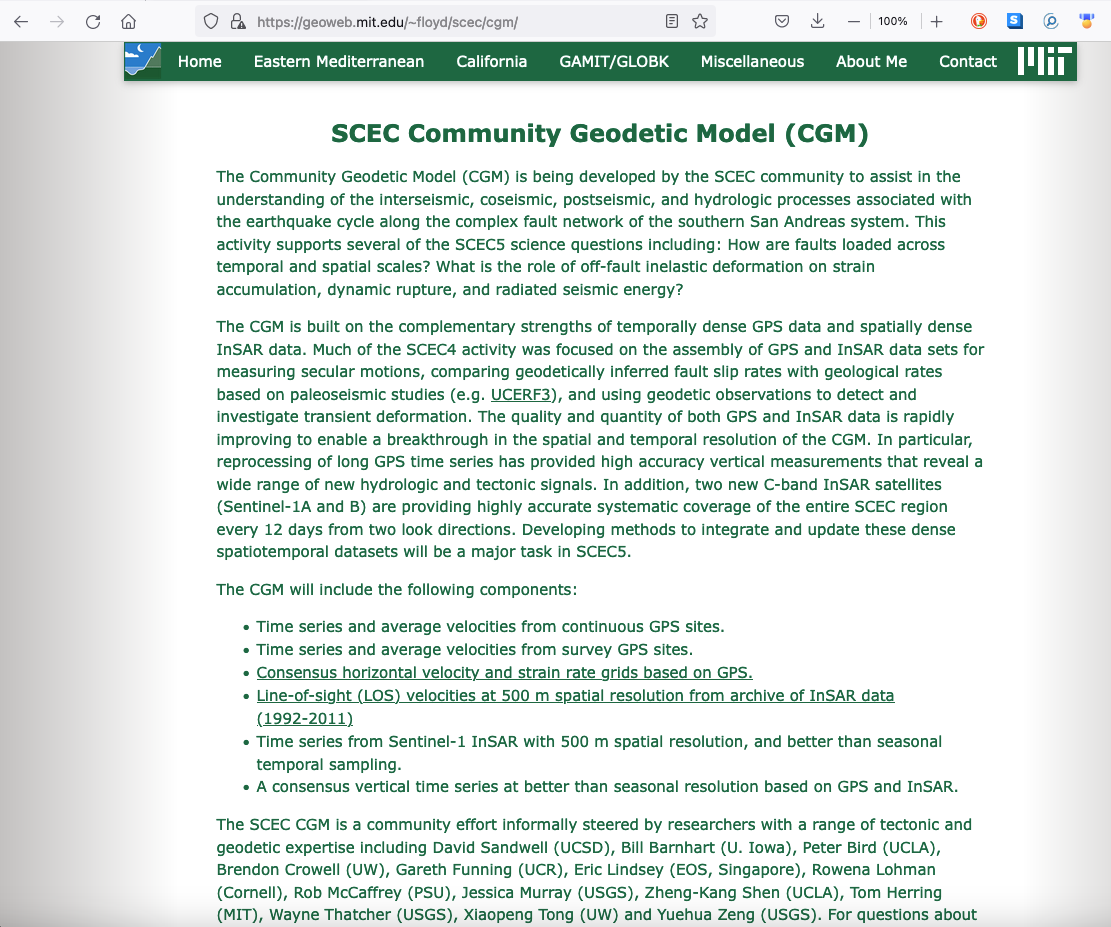 https://geoweb.mit.edu/~floyd/scec/cgm/
100%
Home Eastern Mediterranean California GAMIT/GLOBK Miscellaneous About Me Contact
SCEC Community Geodetic Model (CGM)
The Community Geodetic Model (CGM) is being developed by the SCEC community to assist in the
understanding of the interseismic, coseismic, postseismic, and hydrologic processes associated with
the earthquake cycle along the complex fault network of the southern San Andreas system. This
activity supports several of the SCEC5 science questions including: How are faults loaded across
temporal and spatial scales? What is the role of off-fault inelastic deformation on strain
accumulation, dynamic rupture, and radiated seismic energy?
The CGM is built on the complementary strengths of temporally dense GPS data and spatially dense
InSAR data. Much of the SCEC4 activity was focused on the assembly of GPS and InSAR data sets for
measuring secular motions, comparing geodetically inferred fault slip rates with geological rates
based on paleoseismic studies (e.g. UCERF3), and using geodetic observations to detect and
investigate transient deformation. The quality and quantity of both GPS and InSAR data is rapidly
improving to enable a breakthrough in the spatial and temporal resolution of the CGM. In particular,
reprocessing of long GPS time series has provided high accuracy vertical measurements that reveal a
wide range of new hydrologic and tectonic signals. In addition, two new C-band InSAR satellites
(Sentinel-1A and B) are providing highly accurate systematic coverage of the entire SCEC region
every 12 days from two look directions. Developing methods to integrate and update these dense
spatiotemporal datasets will be a major task in SCEC5.
The CGM will include the following components:
• Time series and average velocities from continuous GPS sites.
• Time series and average velocities from survey GPS sites.
• Consensus horizontal velocity and strain rate grids based on GPS.
• Line-of-sight (LOS) velocities at 500 m spatial resolution from archive of InSAR data
(1992-2011)
• Time series from Sentinel-1 InSAR with 500 m spatial resolution, and better than seasonal
temporal sampling.
• A consensus vertical time series at better than seasonal resolution based on GPS and InSAR.
The SCEC CGM is a community effort informally steered by researchers with a range of tectonic and
geodetic expertise including David Sandwell (UCSD), Bill Barnhart (U. Iowa), Peter Bird (UCLA),
Brendon Crowell (UW), Gareth Funning (UCR), Eric Lindsey (EOS, Singapore), Rowena Lohman
(Cornell), Rob McCaffrey (PSU), Jessica Murray (USGS), Zheng-Kang Shen (UCLA), Tom Herring
(MIT), Wayne Thatcher (USGS), Xiaopeng Tong (UW) and Yuehua Zeng (USGS). For questions about